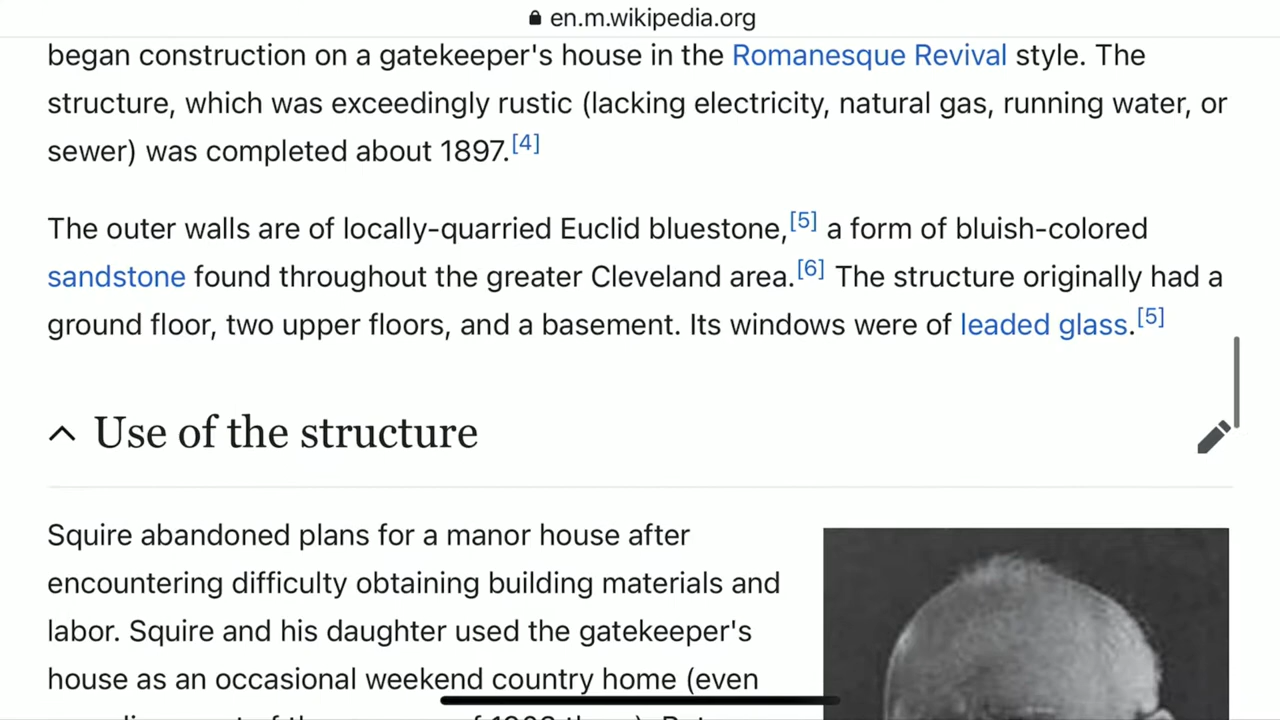 en.m.wikipedia.org
began construction on a gatekeeper's house in the Romanesque Revival style. The
structure, which was exceedingly rustic (lacking electricity, natural gas, running water, or
sewer) was completed about 1897.[4]
The outer walls are of locally-quarried Euclid bluestone,[5] a form of bluish-colored
sandstone found throughout the greater Cleveland area.[6] The structure originally had a
ground floor, two upper floors, and a basement. Its windows were of leaded glass.[5]
Use of the structure
Squire abandoned plans for a manor house after
encountering difficulty obtaining building materials and
labor. Squire and his daughter used the gatekeeper's
house as an occasional weekend country home (even